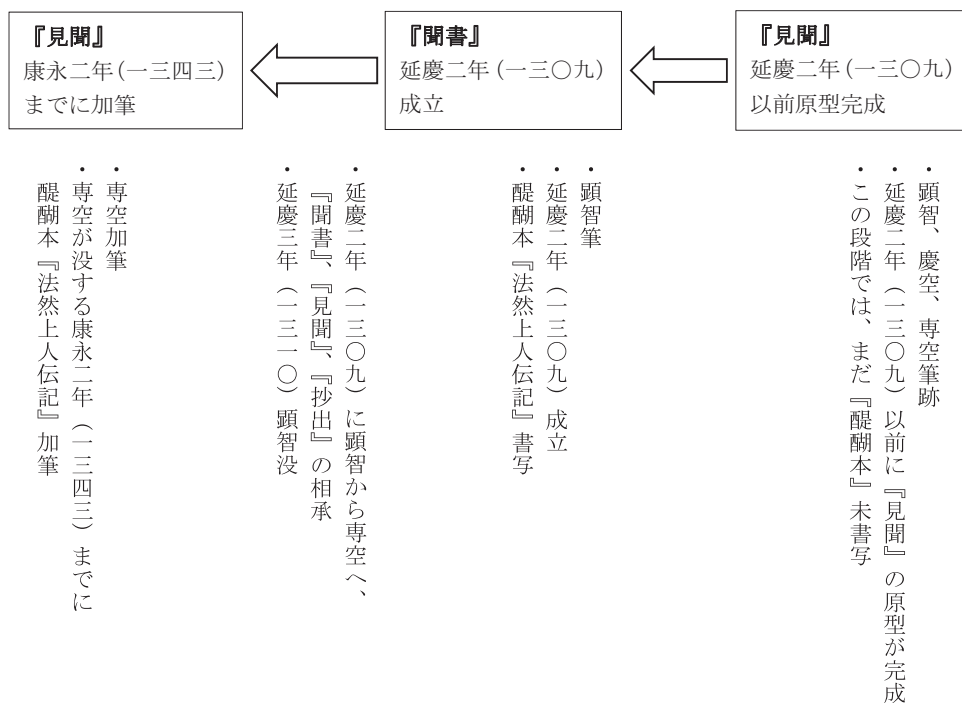 『見聞』
延慶二年(一三〇九)
以前原型完成
『聞書』
延慶二年(一三〇九)
成立
『見聞』
康永二年(一三四三)
までに加筆
・顕智、慶空、専空筆跡
・延慶二年（一三〇九）以前に『見聞』の原型が完成
・この段階では、まだ『醍醐本』未書写
・顕智筆
・延慶二年（一三〇九）成立
・醍醐本『法然上人伝記』書写
・延慶二年（一三〇九）に顕智から専空へ、
『聞書』、『見聞』、『抄出』の相承
・延慶三年（一三一〇）顕智没
・専空加筆
・専空が没する康永二年（一三四三）までに
醍醐本『法然上人伝記』加筆